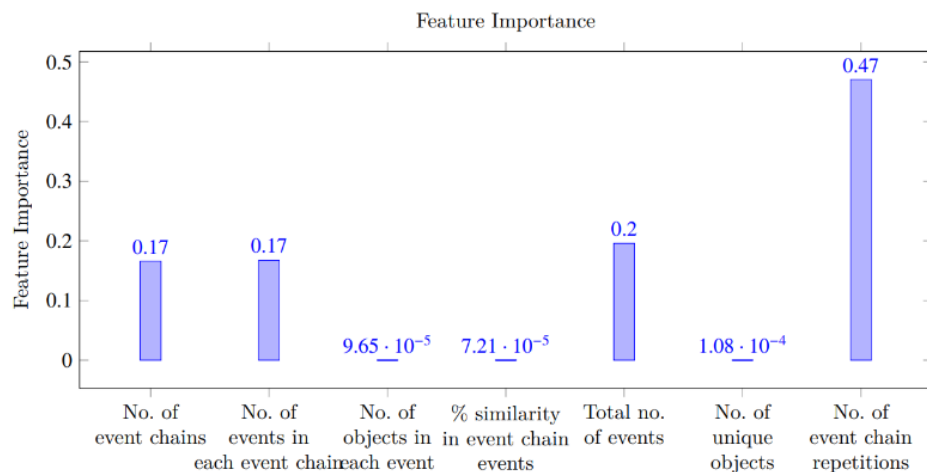 Feature Importance
Feature Importance
0.5
0.4
0.3
0.2
0.1
0
0.17
0.17
9.65 · 10⁻⁵
7.21 · 10⁻⁵
0.2
1.08 · 10⁻⁴
0.47
No. of
event chains
No. of
events in
each event chain
No. of
objects in
each event
% similarity
in event chain
events
Total no.
of events
No. of
unique
objects
No. of
event chain
repetitions